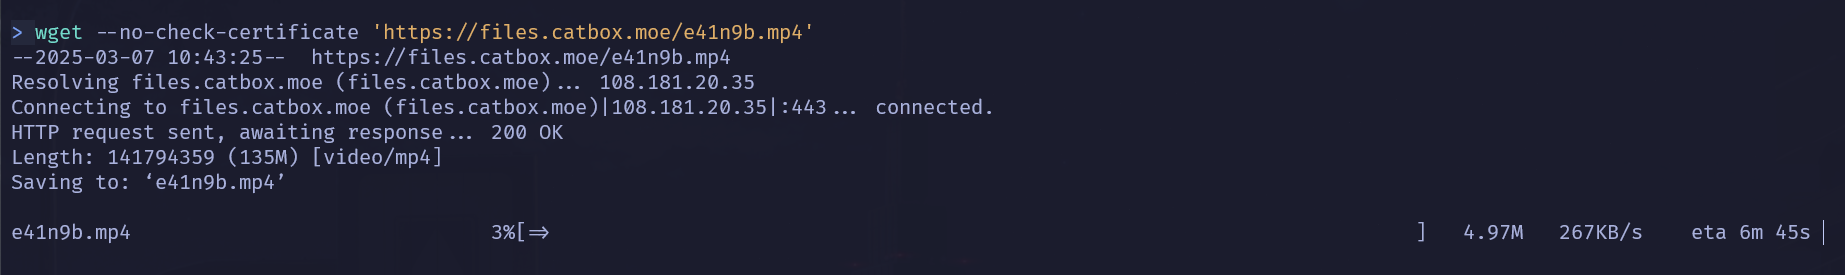 > wget --no-check-certificate 'https://files.catbox.moe/e41n9b.mp4'
--2025-03-07 10:43:25--  https://files.catbox.moe/e41n9b.mp4
Resolving files.catbox.moe (files.catbox.moe)... 108.181.20.35
Connecting to files.catbox.moe (files.catbox.moe)|108.181.20.35|:443... connected.
HTTP request sent, awaiting response... 200 OK
Length: 141794359 (135M) [video/mp4]
Saving to: ‘e41n9b.mp4’
e41n9b.mp4 3%[=> ] 4.97M 267KB/s eta 6m 45s